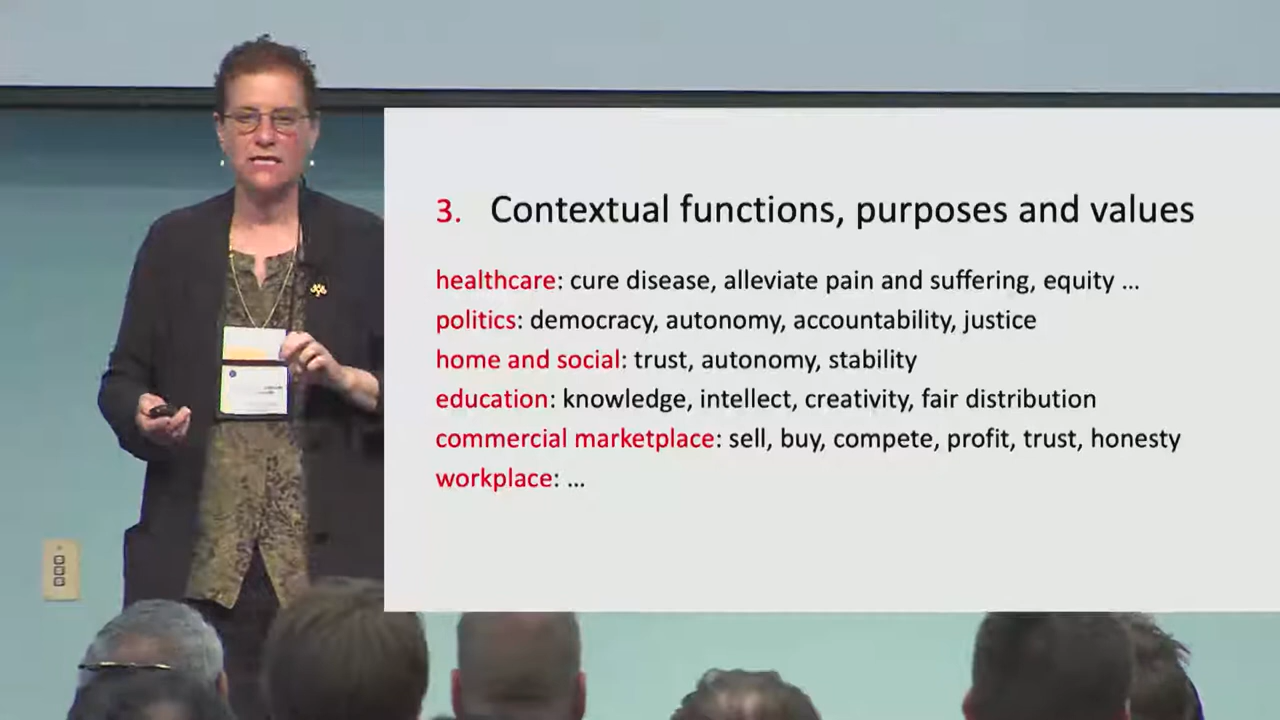 3. Contextual functions, purposes and values
healthcare: cure disease, alleviate pain and suffering, equity ...
politics: democracy, autonomy, accountability, justice
home and social: trust, autonomy, stability
education: knowledge, intellect, creativity, fair distribution
commercial marketplace: sell, buy, compete, profit, trust, honesty
workplace: ...